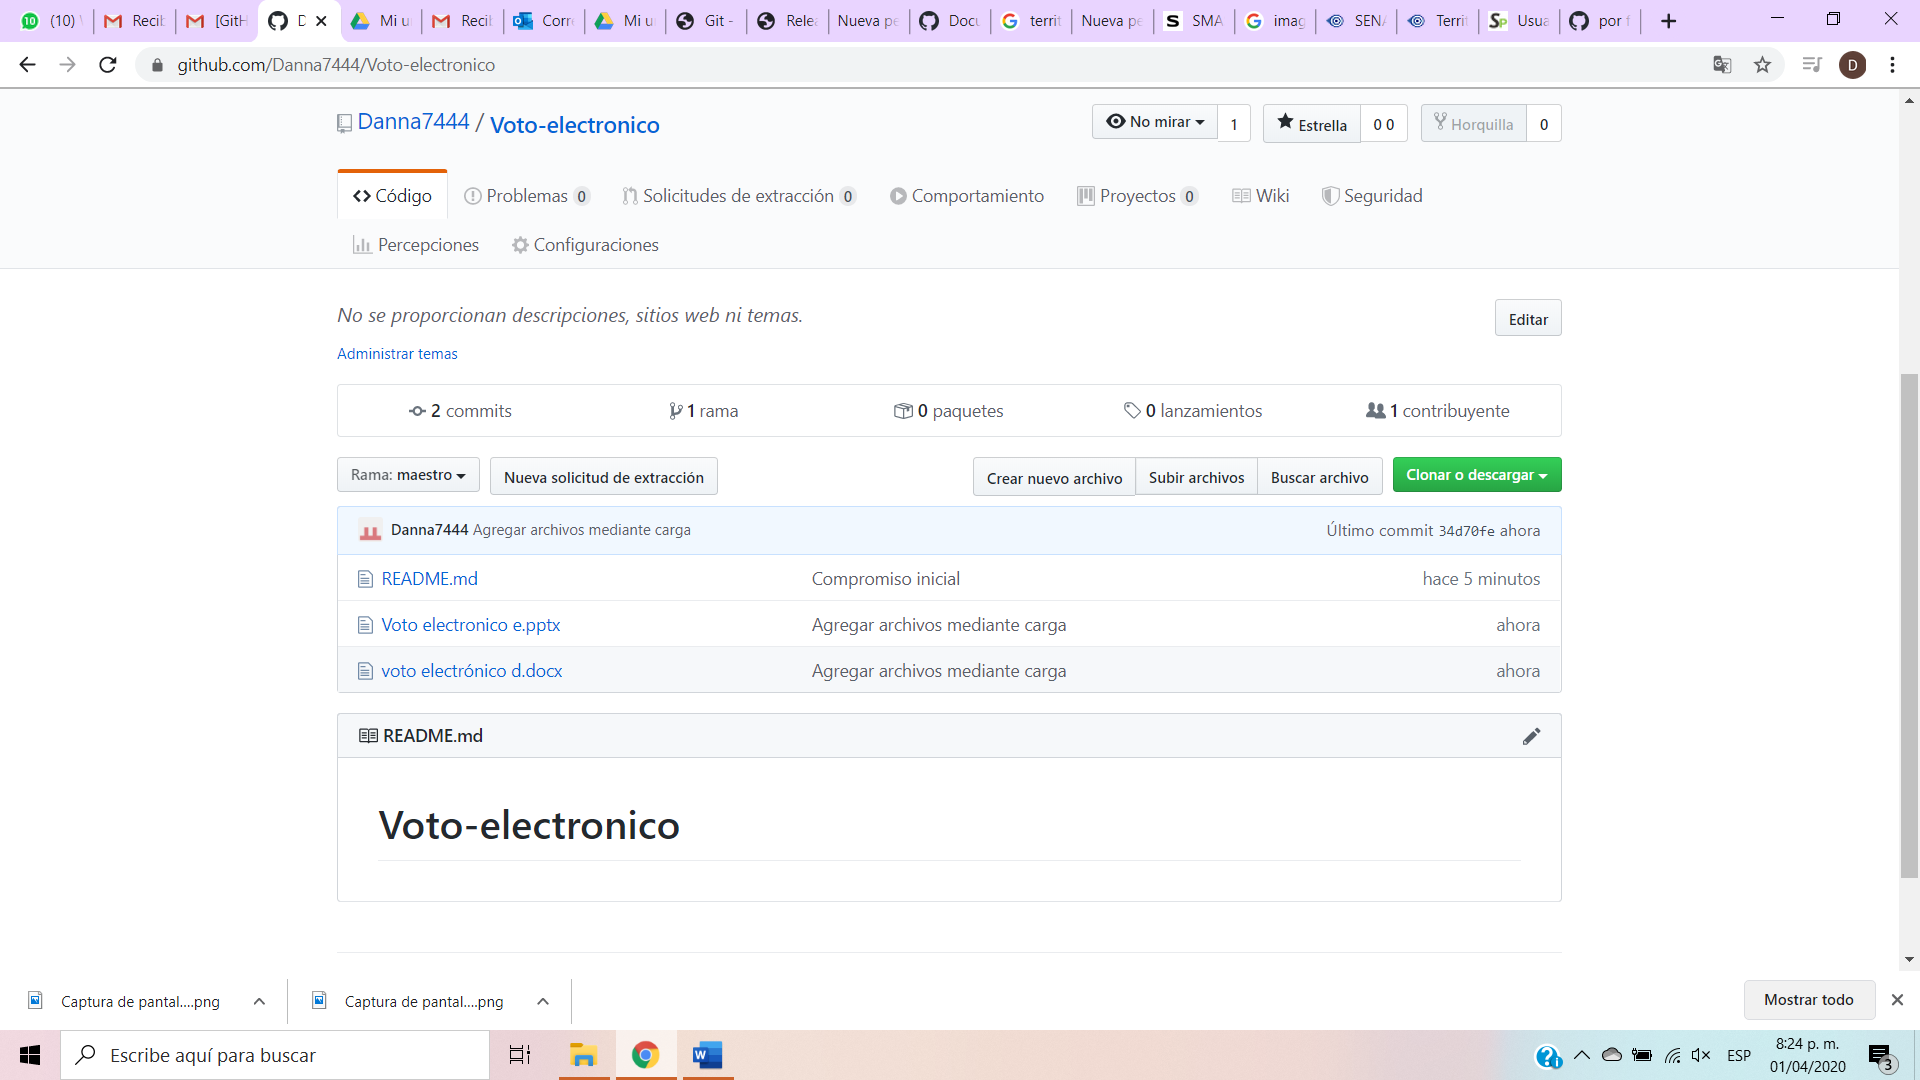 (10) Recib [GitH D Mi u Recib Corre Mi u Git - Relea Nueva pe Docu territ Nueva pe SMA imag SENA Territ Usua por f
github.com/Danna7444/Voto-electronico D
Danna7444 / Voto-electronico No mirar 1 Estrella 0 0 Horquilla 0
Código Problemas 0 Solicitudes de extracción 0 Comportamiento Proyectos 0 Wiki Seguridad
Percepciones Configuraciones
No se proporcionan descripciones, sitios web ni temas. Editar
Administrar temas
2 commits 1 rama 0 paquetes 0 lanzamientos 1 contribuyente
Rama: maestro Nueva solicitud de extracción Crear nuevo archivo Subir archivos Buscar archivo Clonar o descargar
Danna7444 Agregar archivos mediante carga Último commit 34d70fe ahora
README.md Compromiso inicial hace 5 minutos
Voto electronico e.pptx Agregar archivos mediante carga ahora
voto electrónico d.docx Agregar archivos mediante carga ahora
README.md
Voto-electronico
Captura de pantal....png Captura de pantal....png Mostrar todo
Escribe aquí para buscar ESP 8:24 p. m.
01/04/2020 3